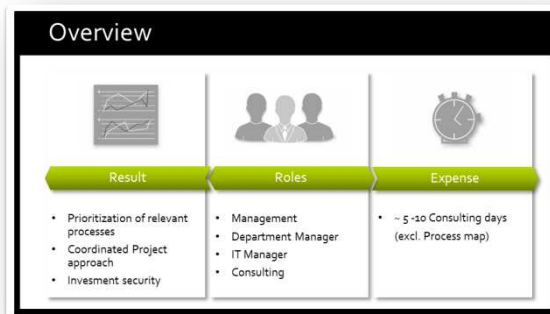 Overview
Result
• Prioritization of relevant
processes
• Coordinated Project
approach
• Invesment security
Roles
• Management
• Department Manager
• IT Manager
• Consulting
Expense
• ~ 5 -10 Consulting days
(excl. Process map)